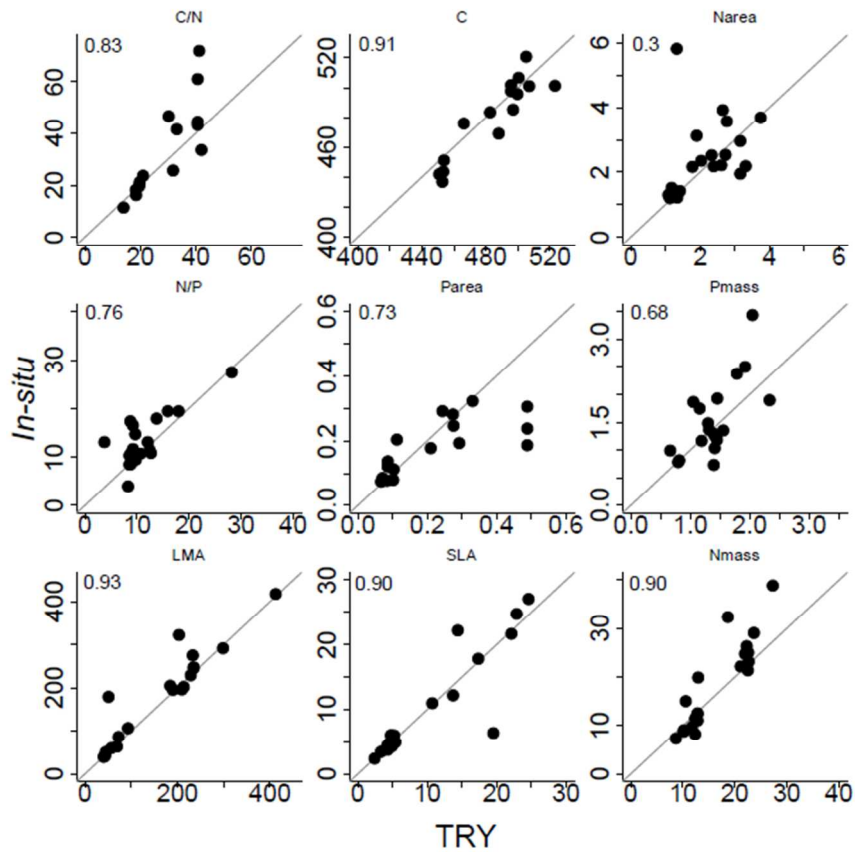 C/N
C
Narea
0.83
0.91
0.3
0 20 40 60
400 460 520
0 2 4 6
0 20 40 60
400 440 480 520
0 2 4 6
N/P
Parea
Pmass
0.76
0.73
0.68
In-situ
0 10 30
0.0 0.2 0.4 0.6
0.0 1.5 3.0
0 10 20 30 40
0.0 0.2 0.4 0.6
0.0 1.0 2.0 3.0
LMA
SLA
Nmass
0.93
0.90
0.90
0 200 400
0 10 20 30
0 10 30
0 200 400
0 10 20 30
0 10 20 30 40
TRY